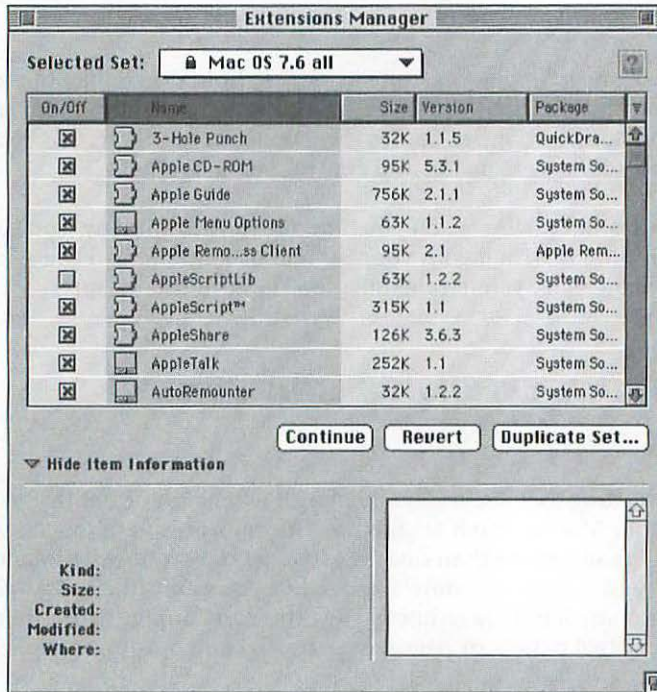 Extensions Manager
Selected Set: Mac OS 7.6 all
?
On/Off Name Size Version Package
3-Hole Punch 32K 1.1.5 QuickDra...
Apple CD-ROM 95K 5.3.1 System So...
Apple Guide 756K 2.1.1 System So...
Apple Menu Options 63K 1.1.2 System So...
Apple Remo...ss Client 95K 2.1 Apple Rem...
AppleScriptLib 63K 1.2.2 System So...
AppleScript™ 315K 1.1 System So...
AppleShare 126K 3.6.3 System So...
AppleTalk 252K 1.1 System So...
AutoRemounter 32K 1.2.2 System So...
Continue Revert Duplicate Set...
Hide Item Information
Kind:
Size:
Created:
Modified:
Where: